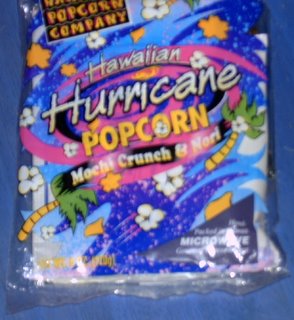 POPCORN
COMPANY
Hawaiian
Hurricane
POPCORN
Mochi Crunch & Nori
MICROWAVE